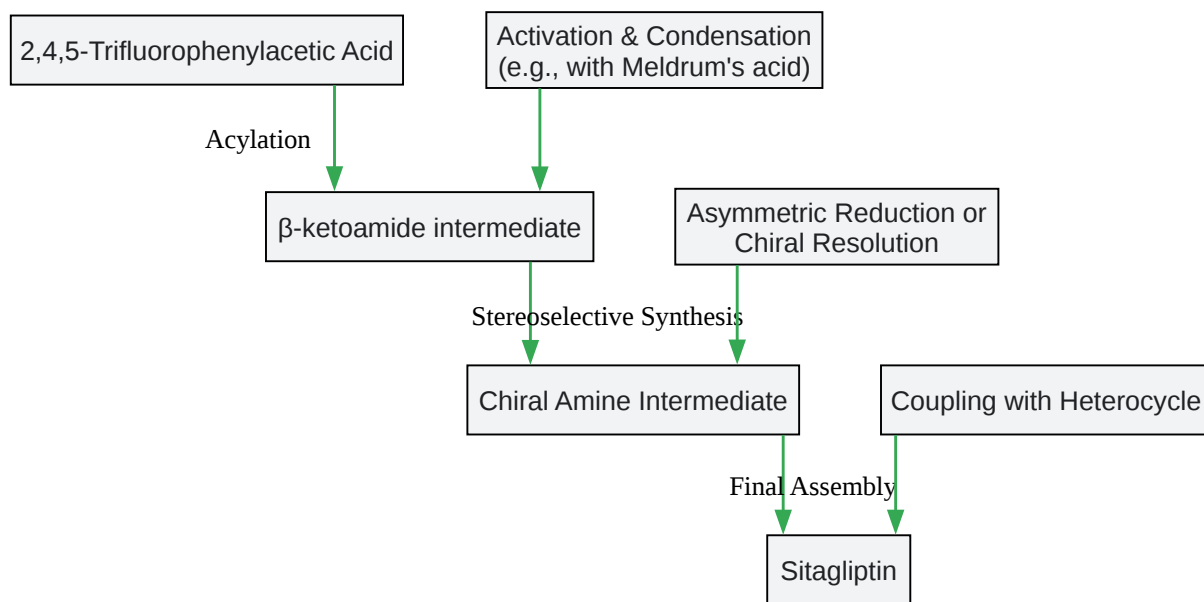 2,4,5-Trifluorophenylacetic Acid
Activation & Condensation
(e.g., with Meldrum's acid)
Acylation
β-ketoamide intermediate
Asymmetric Reduction or
Chiral Resolution
Stereoselective Synthesis
Chiral Amine Intermediate
Coupling with Heterocycle
Final Assembly
Sitagliptin